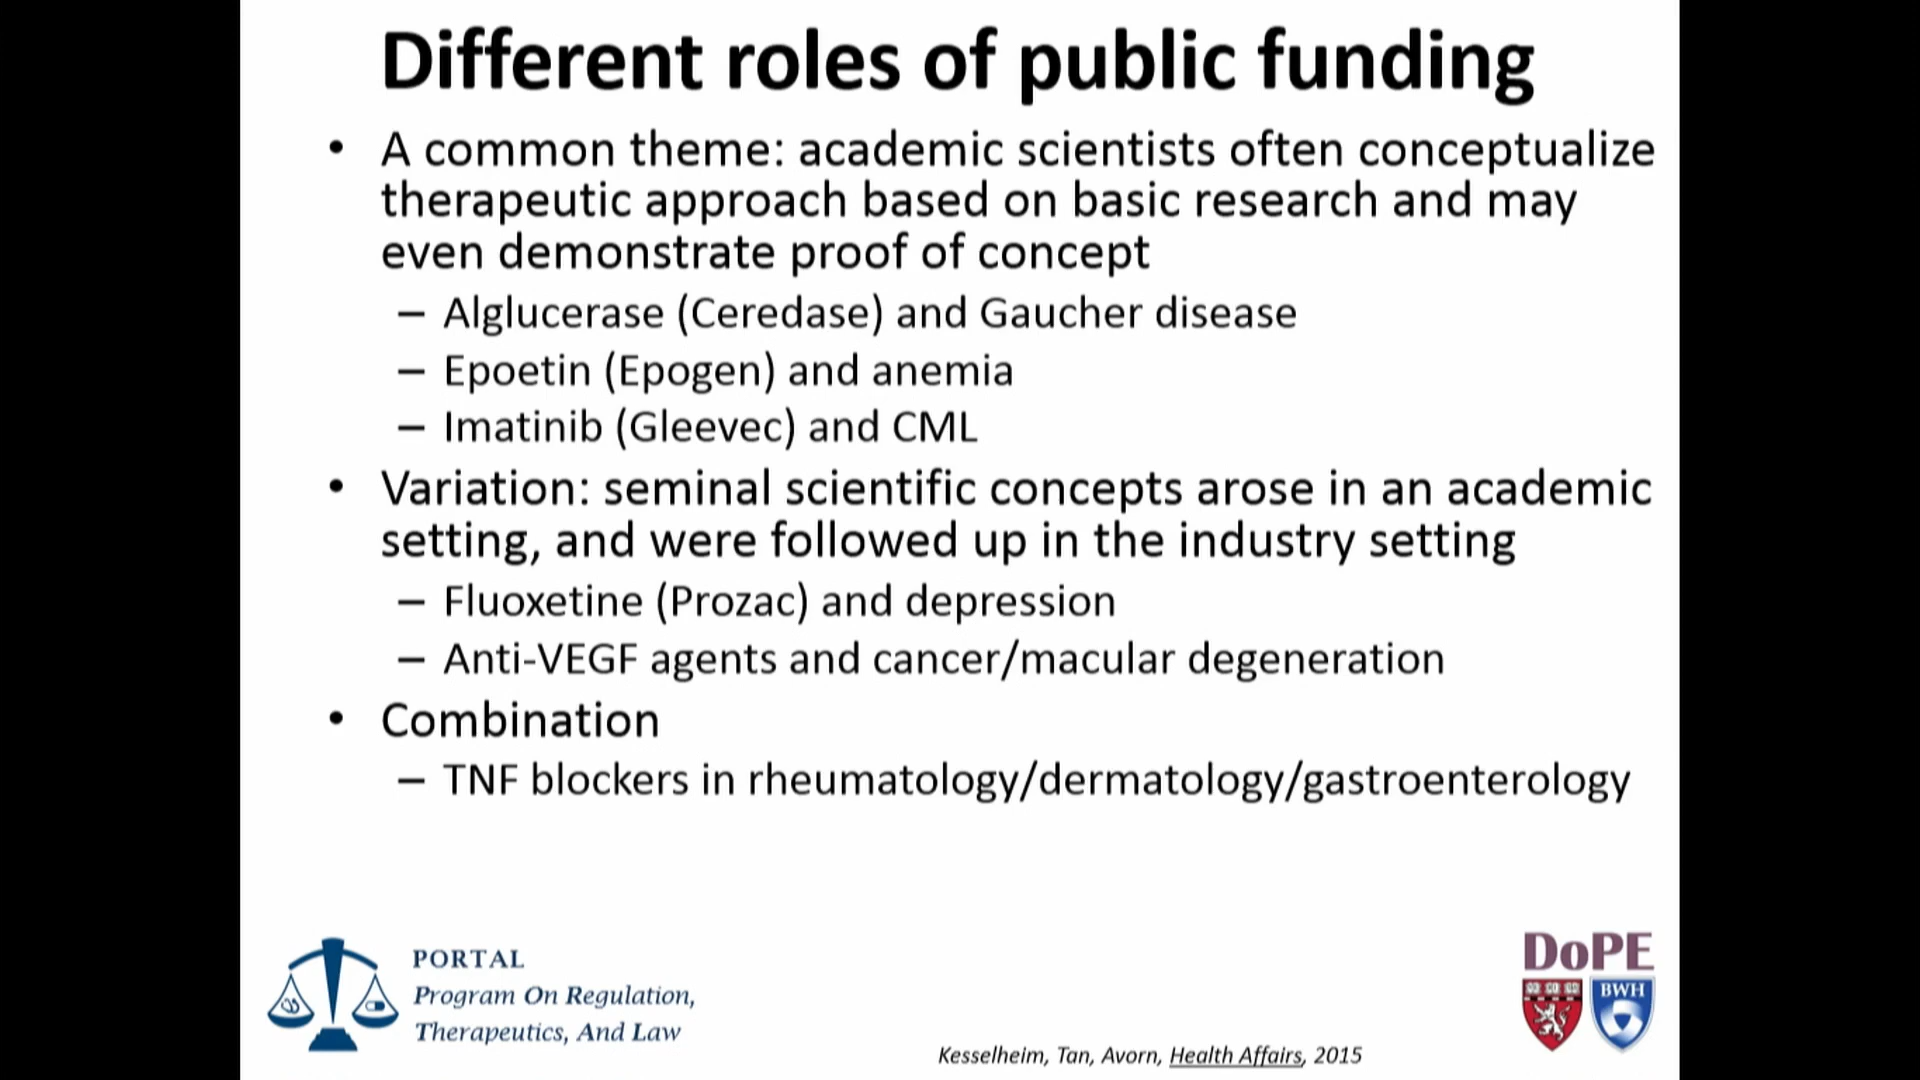 Different roles of public funding
• A common theme: academic scientists often conceptualize
therapeutic approach based on basic research and may
even demonstrate proof of concept
– Alglucerase (Ceredase) and Gaucher disease
– Epoetin (Epogen) and anemia
– Imatinib (Gleevec) and CML
• Variation: seminal scientific concepts arose in an academic
setting, and were followed up in the industry setting
– Fluoxetine (Prozac) and depression
– Anti-VEGF agents and cancer/macular degeneration
• Combination
– TNF blockers in rheumatology/dermatology/gastroenterology
PORTAL
Program On Regulation,
Therapeutics, And Law
Kesselheim, Tan, Avorn, Health Affairs, 2015
DoPE
BWH